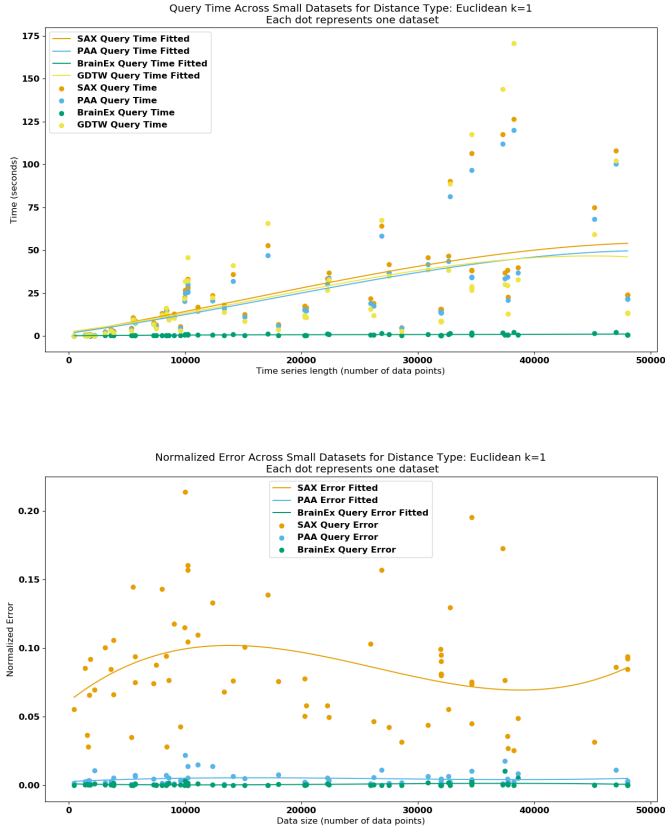 Query Time Across Small Datasets for Distance Type: Euclidean k=1
Each dot represents one dataset
SAX Query Time Fitted
PAA Query Time Fitted
BrainEx Query Time Fitted
GDTW Query Time Fitted
SAX Query Time
PAA Query Time
BrainEx Query Time
GDTW Query Time
Time (seconds)
175
150
125
100
75
50
25
0
0 10000 20000 30000 40000 50000
Time series length (number of data points)
Normalized Error Across Small Datasets for Distance Type: Euclidean k=1
Each dot represents one dataset
SAX Error Fitted
PAA Error Fitted
BrainEx Query Error Fitted
SAX Query Error
PAA Query Error
BrainEx Query Error
Normalized Error
0.20
0.15
0.10
0.05
0.00
0 10000 20000 30000 40000 50000
Data size (number of data points)